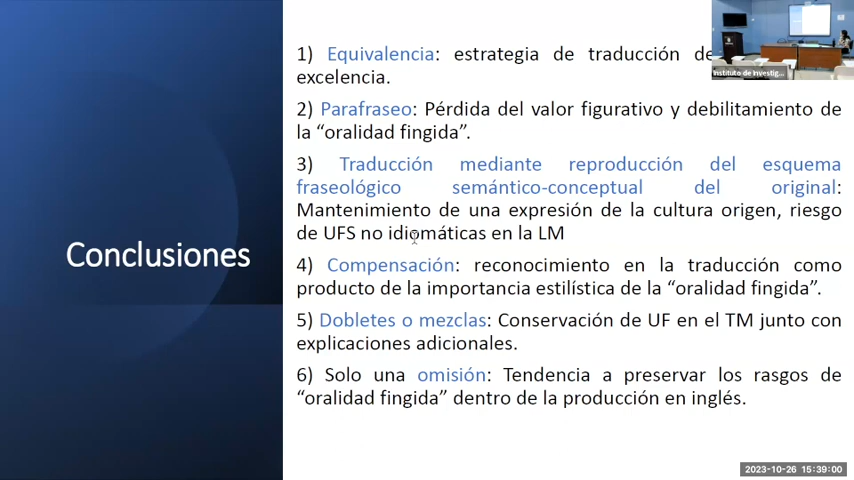 Conclusiones
1) Equivalencia: estrategia de traducción de
excelencia.
2) Parafraseo: Pérdida del valor figurativo y debilitamiento de
la “oralidad fingida”.
3) Traducción mediante reproducción del esquema
fraseológico semántico-conceptual del original:
Mantenimiento de una expresión de la cultura origen, riesgo
de UFS no idiomáticas en la LM
4) Compensación: reconocimiento en la traducción como
producto de la importancia estilística de la “oralidad fingida”.
5) Dobletes o mezclas: Conservación de UF en el TM junto con
explicaciones adicionales.
6) Solo una omisión: Tendencia a preservar los rasgos de
“oralidad fingida” dentro de la producción en inglés.
Instituto de Investig...
2023-10-26 15:39:00